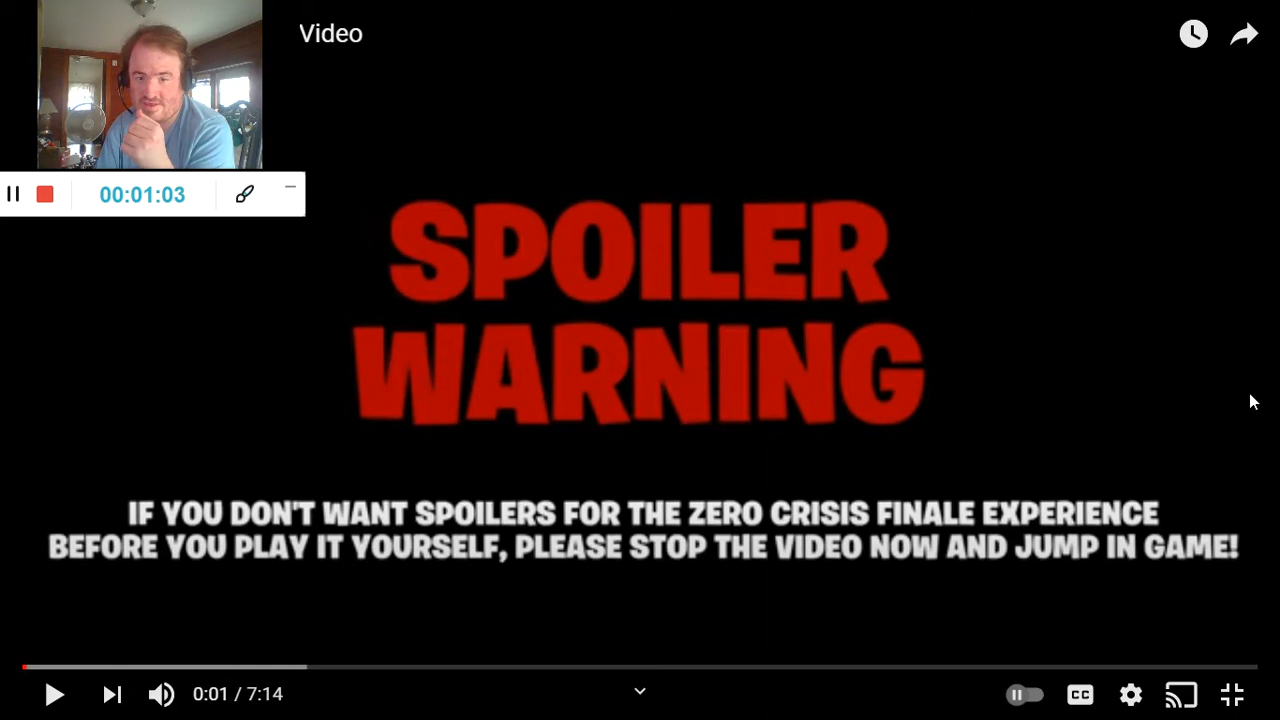 Video
00:01:03
SPOILER
WARNING
IF YOU DON'T WANT SPOILERS FOR THE ZERO CRISIS FINALE EXPERIENCE
BEFORE YOU PLAY IT YOURSELF, PLEASE STOP THE VIDEO NOW AND JUMP IN GAME!
0:01 / 7:14
CC